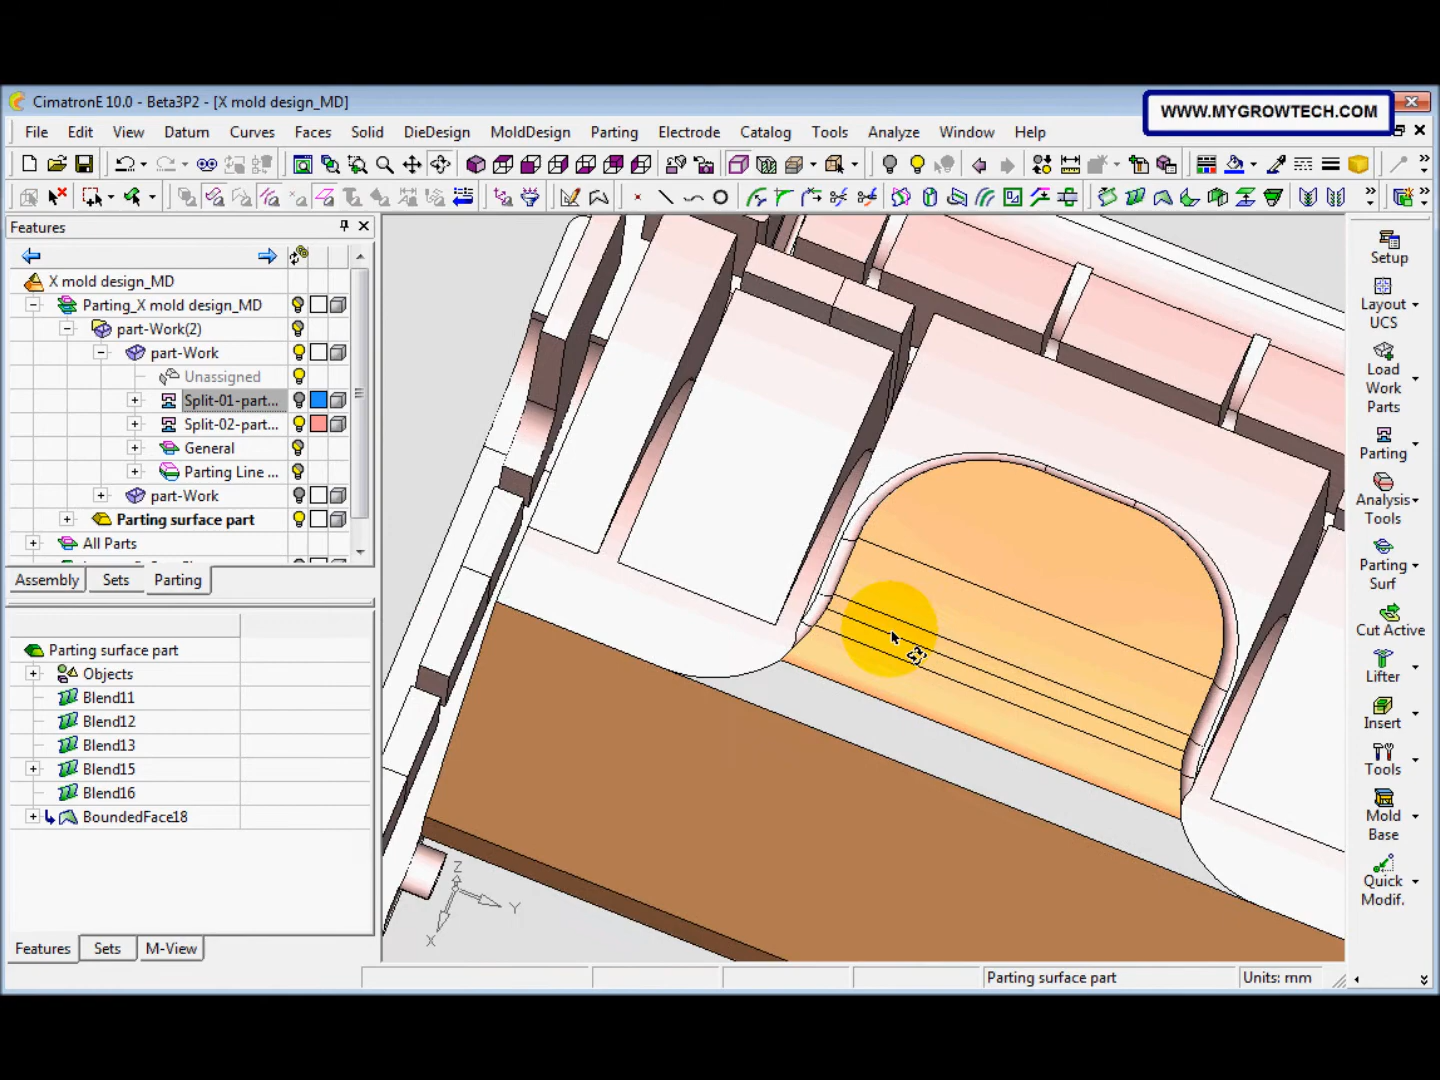 CimatronE 10.0 - Beta3P2 - [X mold design_MD]
WWW.MYGROWTECH.COM
File Edit View Datum Curves Faces Solid DieDesign MoldDesign Parting Electrode Catalog Tools Analyze Window Help
Features
X mold design_MD
Parting_X mold design_MD
part-Work(2)
part-Work
Unassigned
Split-01-part...
Split-02-part...
General
Parting Line ...
part-Work
Parting surface part
All Parts
Assembly Sets Parting
Parting surface part
Objects
Blend11
Blend12
Blend13
Blend15
Blend16
BoundedFace18
Features Sets M-View
Z
Y
X
Setup
Layout
UCS
Load
Work
Parts
Parting
Analysis
Tools
Parting
Surf
Cut Active
Lifter
Insert
Tools
Mold
Base
Quick
Modif.
Parting surface part
Units: mm